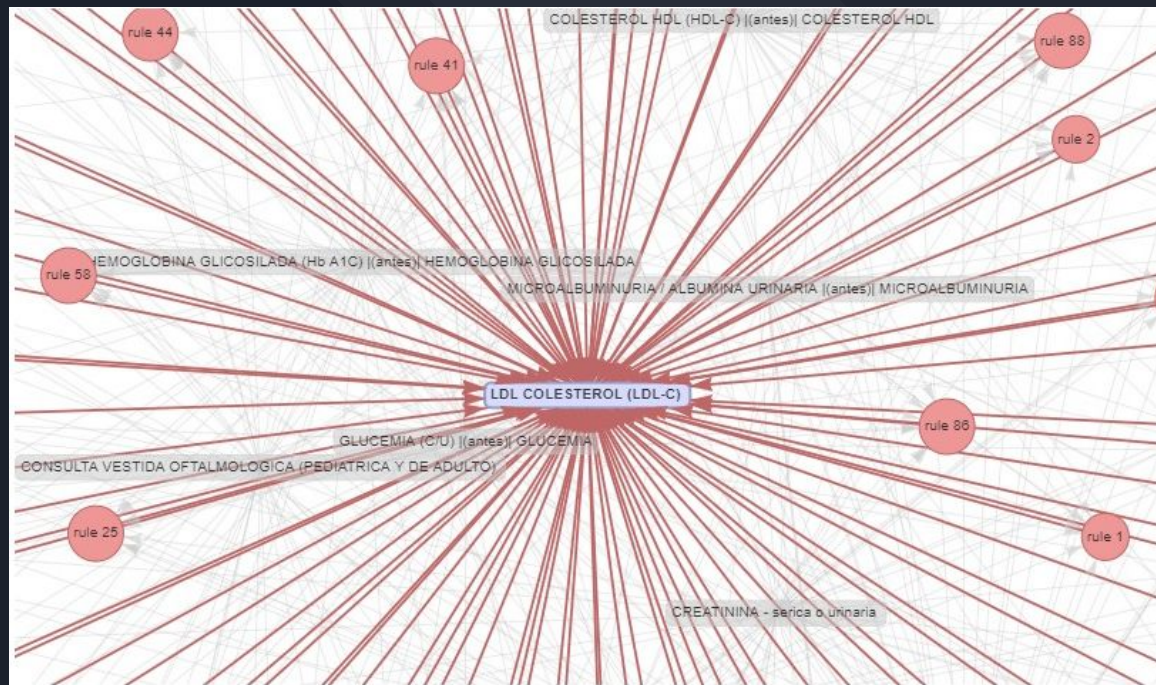 COLESTEROL HDL (HDL-C) |(antes)| COLESTEROL HDL
rule 44
rule 88
rule 41
rule 2
HEMOGLOBINA GLICOSILADA (Hb A1C) |(antes)| HEMOGLOBINA GLICOSILADA
rule 58
MICROALBUMINURIA / ALBUMINA URINARIA |(antes)| MICROALBUMINURIA
LDL COLESTEROL (LDL-C)
rule 86
GLUCEMIA (C/U) |(antes)| GLUCEMIA
CONSULTA VESTIDA OFTALMOLOGICA (PEDIATRICA Y DE ADULTO)
rule 25
rule 1
CREATININA - serica o urinaria